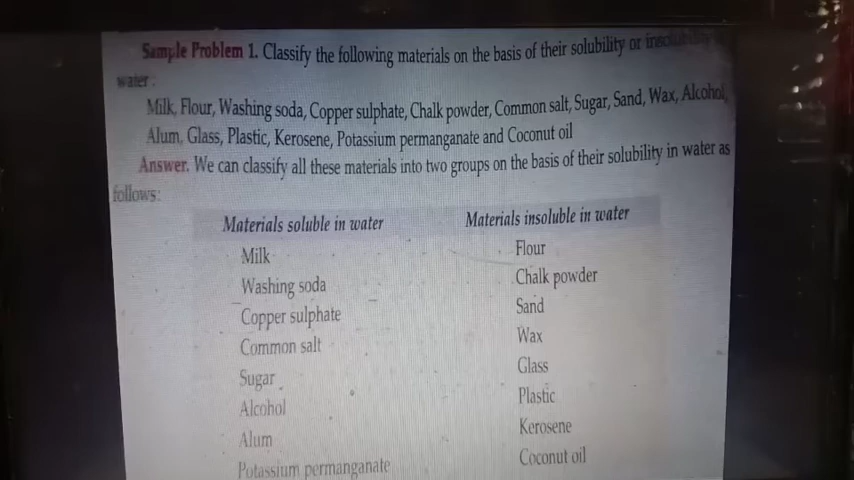 Sample Problem 1. Classify the following materials on the basis of their solubility or
water:
Milk, Flour, Washing soda, Copper sulphate, Chalk powder, Common salt, Sugar, Sand, Wax, Alcohol,
Alum, Glass, Plastic, Kerosene, Potassium permanganate and Coconut oil
Answer. We can classify all these materials into two groups on the basis of their solubility in water as
follows:
Materials soluble in water Materials insoluble in water
Milk Flour
Washing soda Chalk powder
Copper sulphate Sand
Common salt Wax
Sugar Glass
Alcohol Plastic
Alum Kerosene
Potassium permanganate Coconut oil